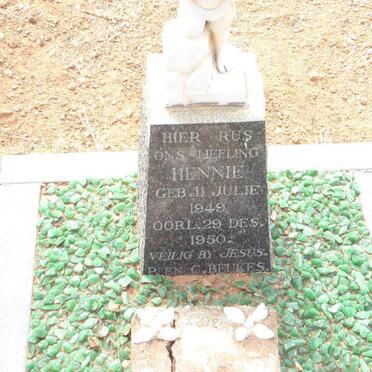 HIER RUS
ONS LIEFLING
HENNIE
GEB. 11 JULIE
1949
OORL. 29 DES.
1950.
VEILIG BY JESUS.
P. EN C. BEUKES.